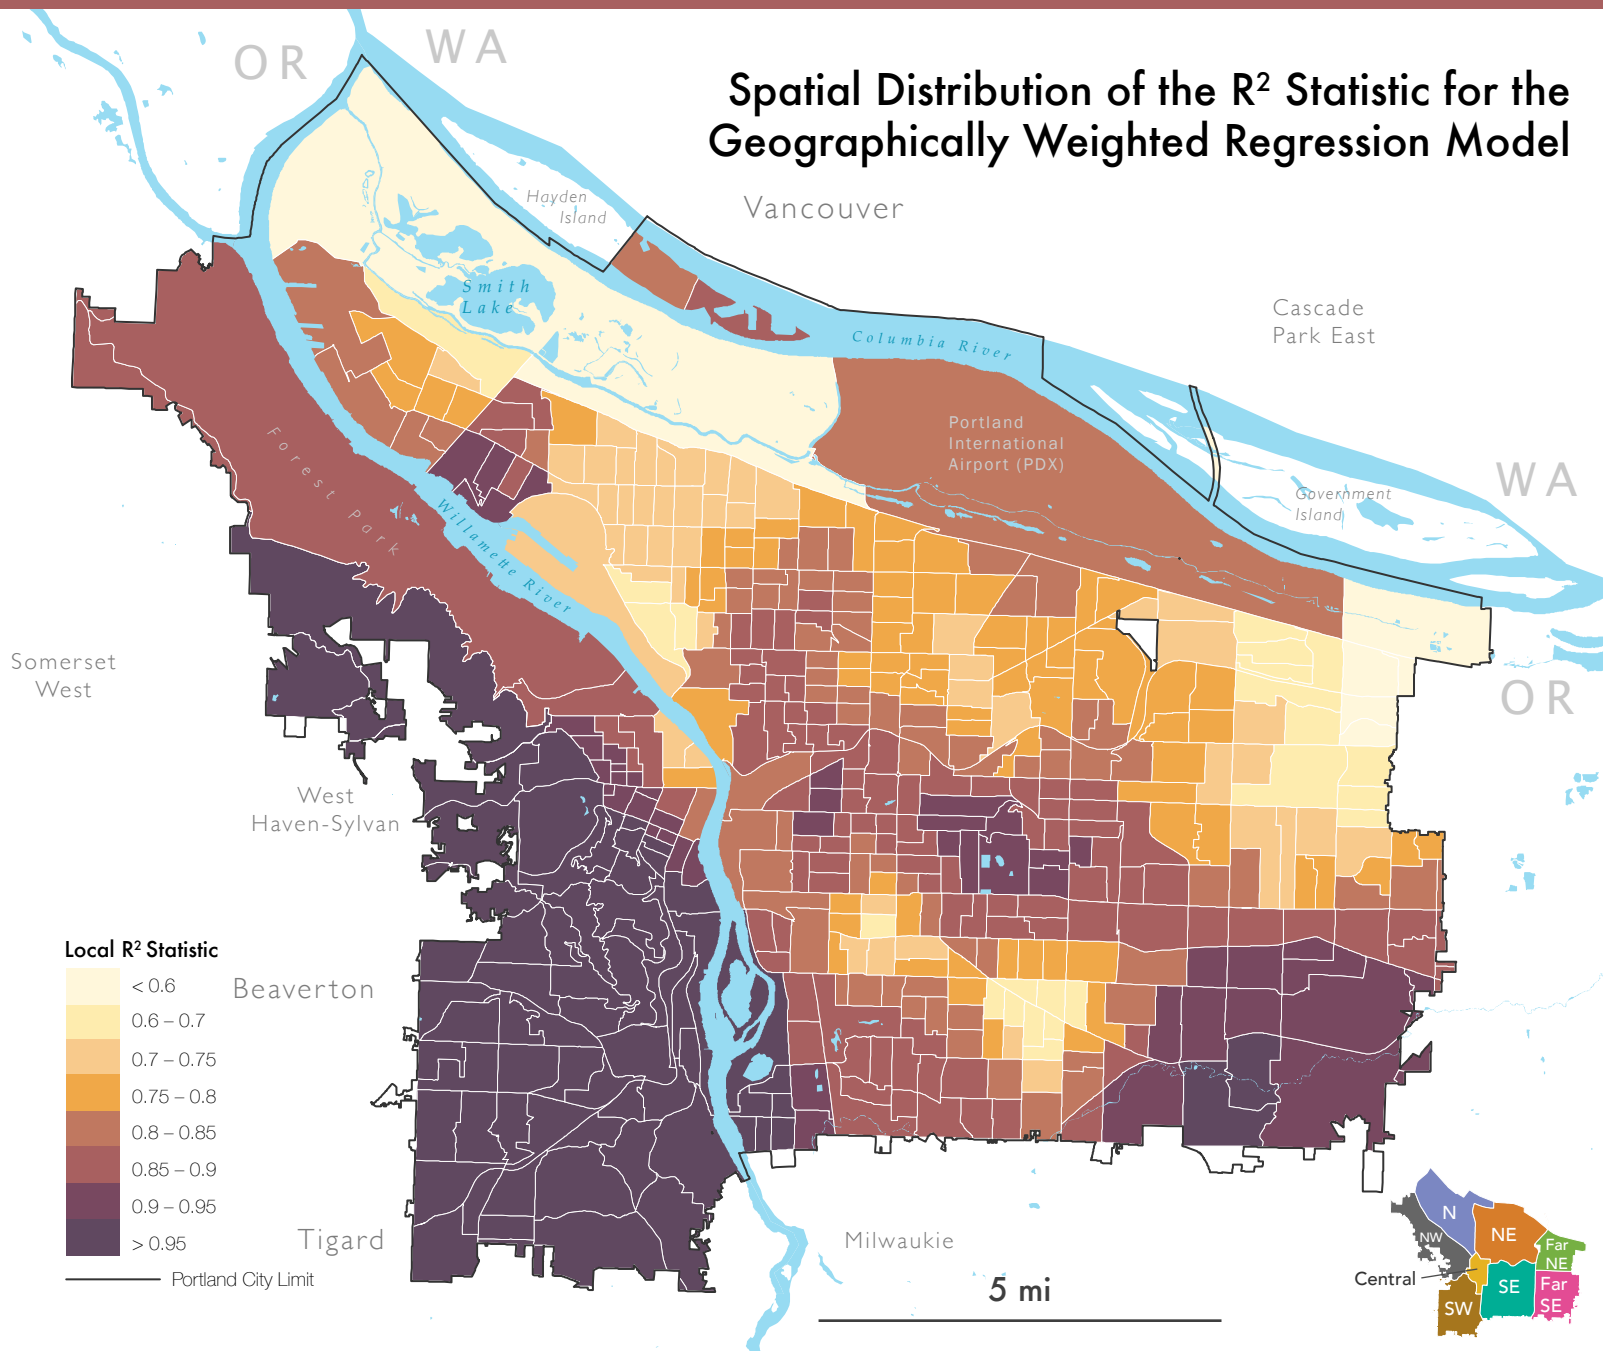 OR
WA
Spatial Distribution of the R² Statistic for the
Geographically Weighted Regression Model
Hayden
Island
Vancouver
Smith
Lake
Cascade
Park East
Columbia River
Portland
International
Airport (PDX)
Forest Park
WA
Government
Island
Willamette River
Somerset
West
OR
West
Haven-Sylvan
Local R² Statistic
< 0.6
0.6 – 0.7
0.7 – 0.75
0.75 – 0.8
0.8 – 0.85
0.85 – 0.9
0.9 – 0.95
> 0.95
Portland City Limit
Beaverton
Tigard
Milwaukie
5 mi
N
NW
NE
Far
NE
Central
SE
Far
SE
SW